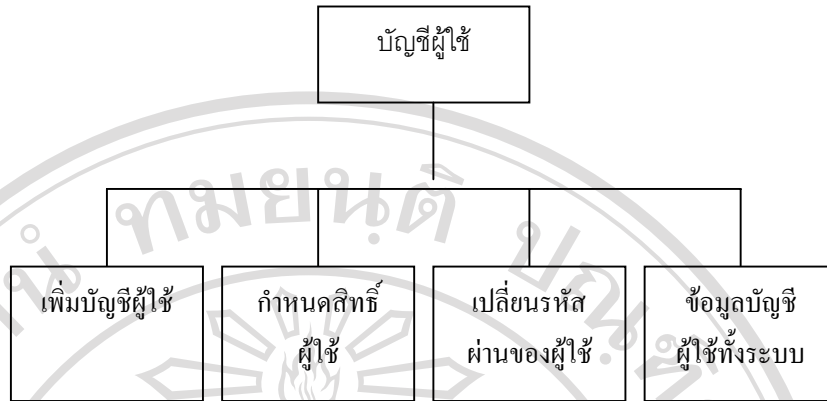 บัญชีผู้ใช้
เพิ่มบัญชีผู้ใช้
กำหนดสิทธิ์
ผู้ใช้
เปลี่ยนรหัส
ผ่านของผู้ใช้
ข้อมูลบัญชี
ผู้ใช้ทั้งระบบ